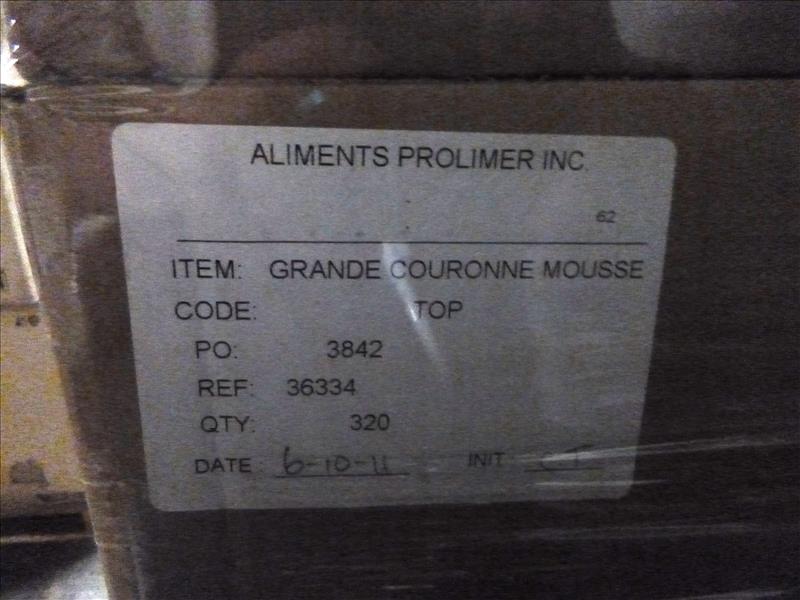 ALIMENTS PROLIMER INC.
62
ITEM: GRANDE COURONNE MOUSSE
CODE: TOP
PO: 3842
REF: 36334
QTY: 320
DATE: 6-10-11 INIT